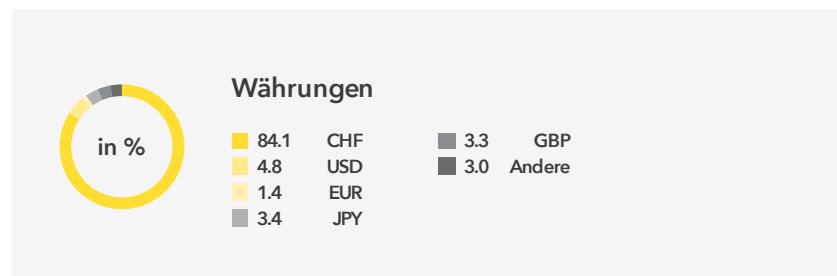 in %
Währungen
84.1 CHF
4.8 USD
1.4 EUR
3.4 JPY
3.3 GBP
3.0 Andere